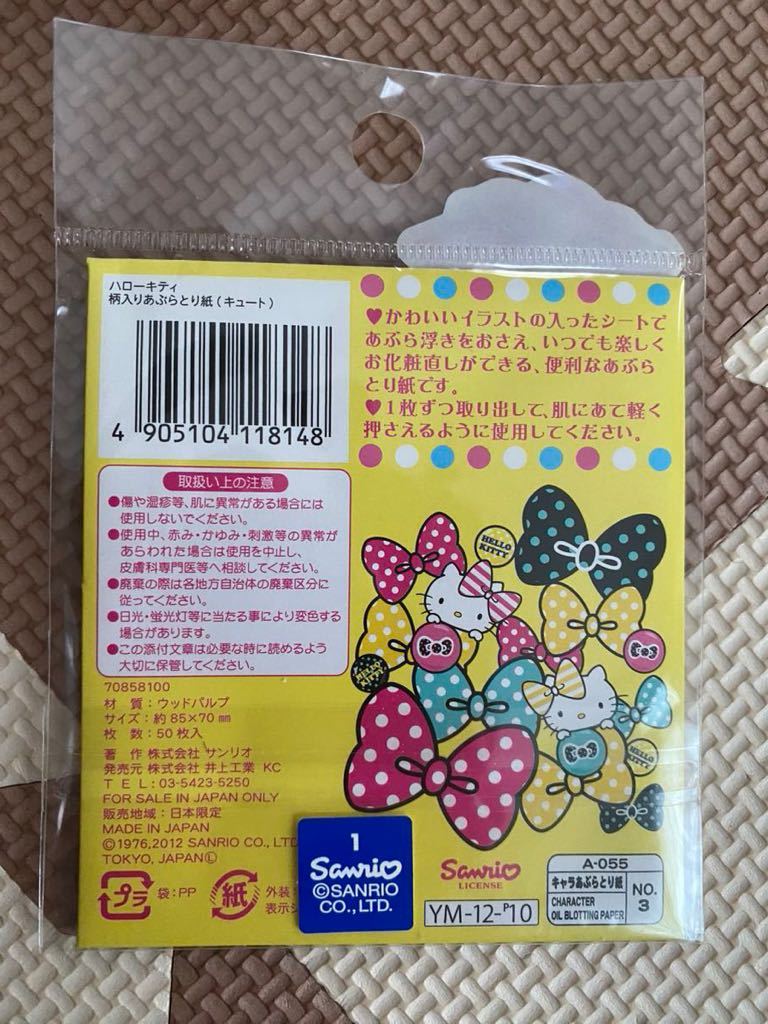 ハローキティ
柄入りあぶらとり紙(キュート)
4 905104 118148
♥かわいいイラストの入ったシートで
あぶら浮きをおさえ、いつでも楽しく
お化粧直しができる、便利なあぶら
とり紙です。
♥1枚ずつ取り出して、肌にあて軽く
押さえるように使用してください。
取扱い上の注意
●傷や湿疹等、肌に異常がある場合には
使用しないでください。
●使用中、赤み・かゆみ・刺激等の異常が
あらわれた場合は使用を中止し、
皮膚科専門医等へ相談してください。
●廃棄の際は各地方自治体の廃棄区分に
従ってください。
●日光・蛍光灯等に当たる事により変色する
場合があります。
●この添付文章は必要な時に読めるよう
大切に保管してください。
HELLO
KITTY
HELLO
KITTY
HELLO
KITTY
70858100
材 質:ウッドパルプ
サイズ:約85×70㎜
枚 数:50枚入
著 作 株式会社 サンリオ
発売元 株式会社 井上工業 KC
TEL:03-5423-5250
FOR SALE IN JAPAN ONLY
販売地域:日本限定
MADE IN JAPAN
©1976,2012 SANRIO CO., LTD
TOKYO, JAPANⓁ
プラ 袋:PP 紙 外装:
表示シ
1
Sanrio
©SANRIO
CO.,LTD.
Sanrio
LICENSE
YM-12-P10
A-055
キャラあぶらとり紙
CHARACTER
OIL BLOTTING PAPER
NO.
3